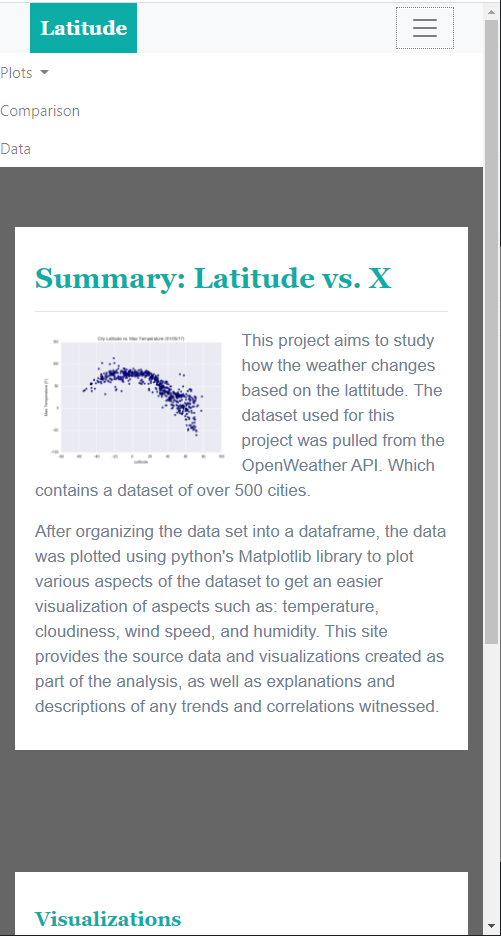 Latitude
Plots
Comparison
Data
Summary: Latitude vs. X
City Latitude vs. Max Temperature (01/09/17)
Max Temperature (F)
Latitude
This project aims to study
how the weather changes
based on the lattitude. The
dataset used for this
project was pulled from the
OpenWeather API. Which
contains a dataset of over 500 cities.
After organizing the data set into a dataframe, the data
was plotted using python's Matplotlib library to plot
various aspects of the dataset to get an easier
visualization of aspects such as: temperature,
cloudiness, wind speed, and humidity. This site
provides the source data and visualizations created as
part of the analysis, as well as explanations and
descriptions of any trends and correlations witnessed.
Visualizations